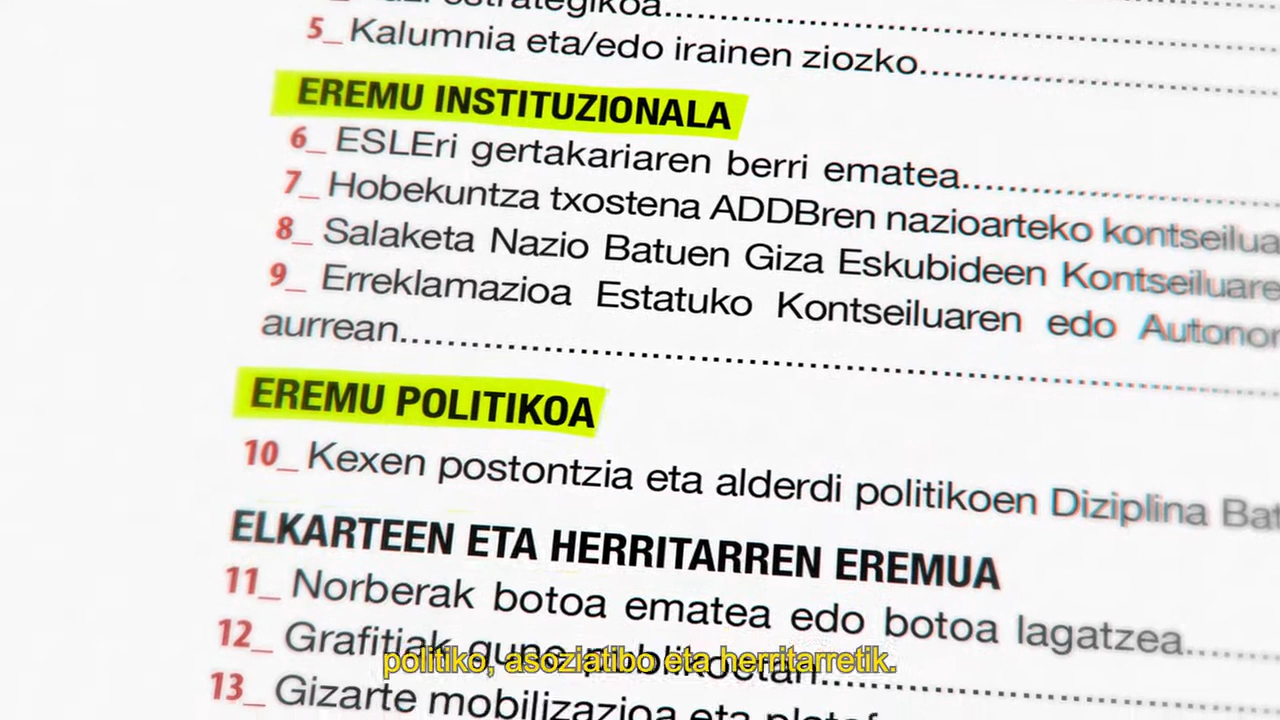 5_ Kalumnia eta/edo irainen ziozko
EREMU INSTITUZIONALA
6_ ESLEri gertakariaren berri ematea
7_ Hobekuntza txostena ADDBren nazioarteko
8_ Salaketa Nazio Batuen Giza Eskubideen
9_ Erreklamazioa Estatuko Kontseiluaren edo
aurrean
EREMU POLITIKOA
10_ Kexen postontzia eta alderdi politikoen Diziplina
ELKARTEEN ETA HERRITARREN EREMUA
11_ Norberak botoa ematea edo botoa lagatzea
12_ Grafitiak gune publikoetan
politiko, asoziatibo eta herritarretik.
13_ Gizarte mobilizazioa eta